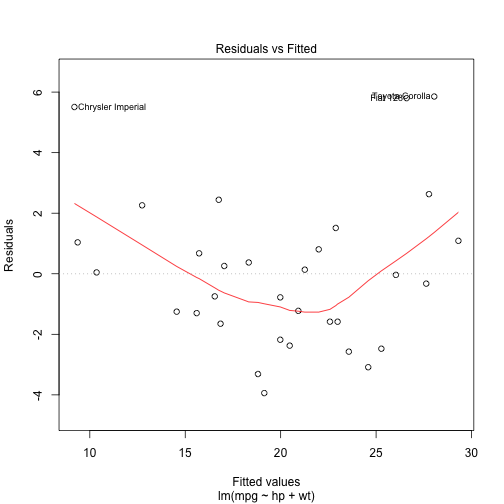 Residuals vs Fitted
Residuals
6
4
2
0
-2
-4
Chrysler Imperial
Toyota Corolla
Fiat 128
10 15 20 25 30
Fitted values
lm(mpg ~ hp + wt)